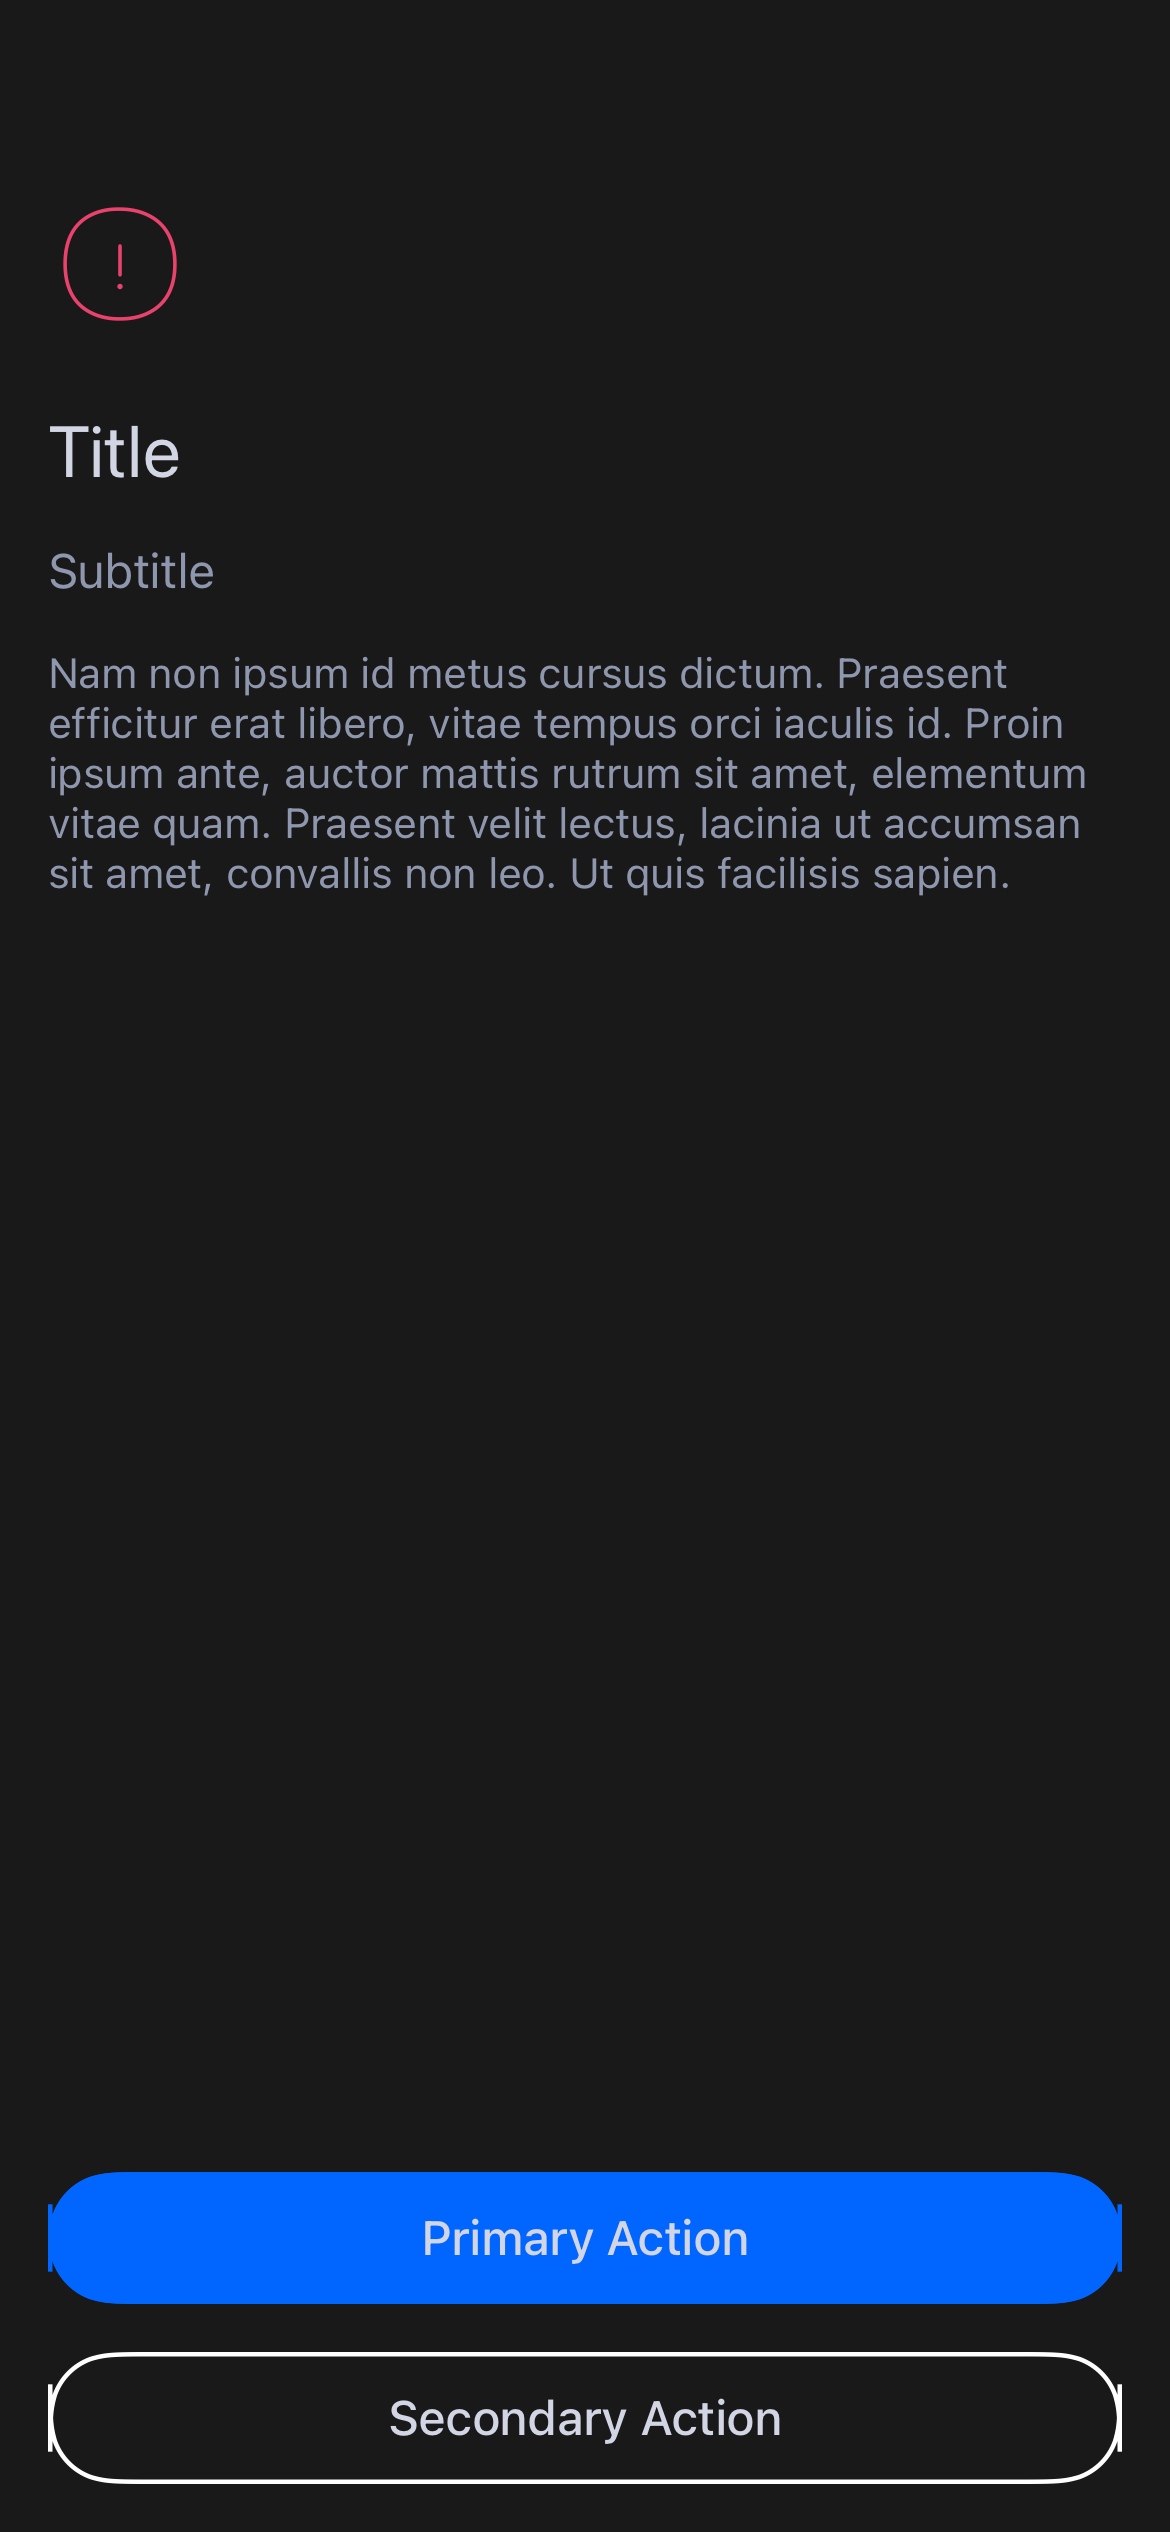 !
Title
Subtitle
Nam non ipsum id metus cursus dictum. Praesent
efficitur erat libero, vitae tempus orci iaculis id. Proin
ipsum ante, auctor mattis rutrum sit amet, elementum
vitae quam. Praesent velit lectus, lacinia ut accumsan
sit amet, convallis non leo. Ut quis facilisis sapien.
Primary Action
Secondary Action